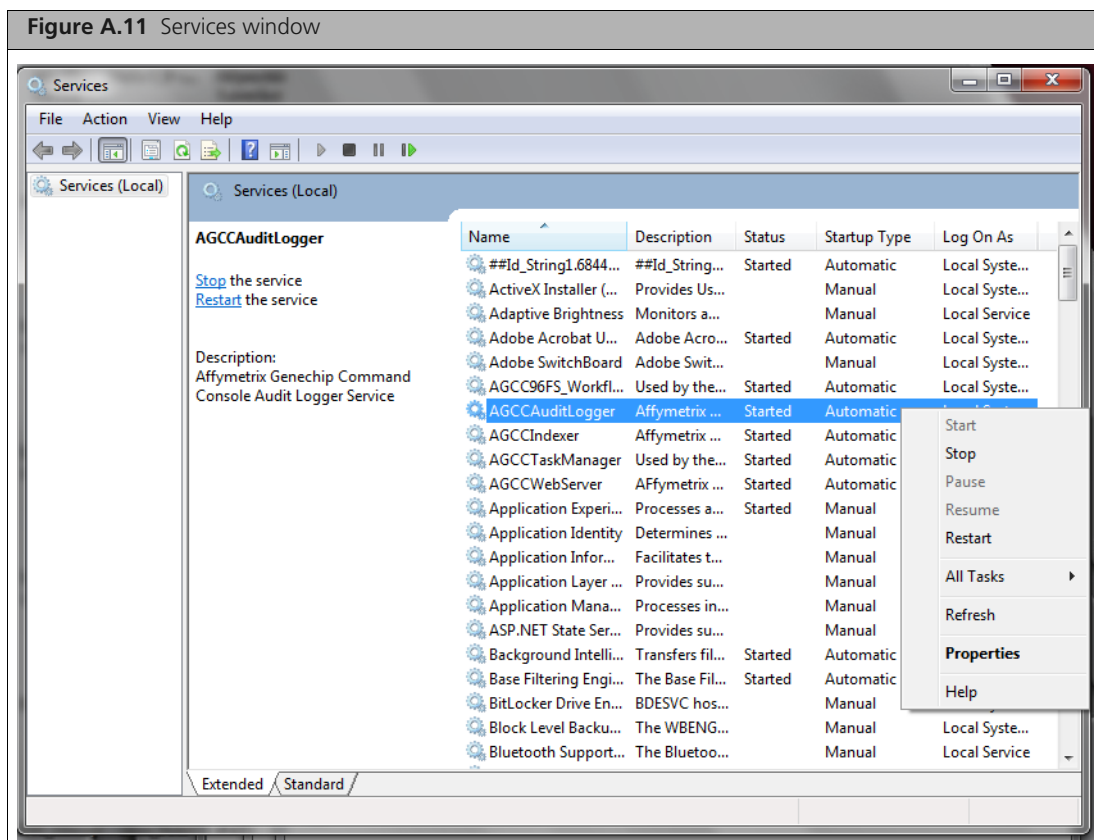 Figure A.11 Services window
Services
File Action View Help
Services (Local)
Services (Local)
AGCCAuditLogger
Stop the service
Restart the service
Description:
Affymetrix Genechip Command
Console Audit Logger Service
Name Description Status Startup Type Log On As
##Id_String1.6844... ##Id_String... Started Automatic Local Syste...
ActiveX Installer (... Provides Us... Manual Local Syste...
Adaptive Brightness Monitors a... Manual Local Service
Adobe Acrobat U... Adobe Acro... Started Automatic Local Syste...
Adobe SwitchBoard Adobe Swit... Manual Local Syste...
AGCC96FS_Workfl... Used by the... Started Automatic Local Syste...
AGCCAuditLogger Affymetrix ... Started Automatic
AGCCIndexer Affymetrix ... Started Automatic
AGCCTaskManager Used by the... Started Automatic
AGCCWebServer AFfymetrix ... Started Automatic
Application Experi... Processes a... Started Manual
Application Identity Determines ... Manual
Application Infor... Facilitates t... Manual
Application Layer ... Provides su... Manual
Application Mana... Processes in... Manual
ASP.NET State Ser... Provides su... Manual
Background Intelli... Transfers fil... Started Automatic
Base Filtering Engi... The Base Fil... Started Automatic
BitLocker Drive En... BDESVC hos... Manual
Block Level Backu... The WBENG... Manual Local Syste...
Bluetooth Support... The Bluetoo... Manual Local Service
Start
Stop
Pause
Resume
Restart
All Tasks
Refresh
Properties
Help
Extended Standard